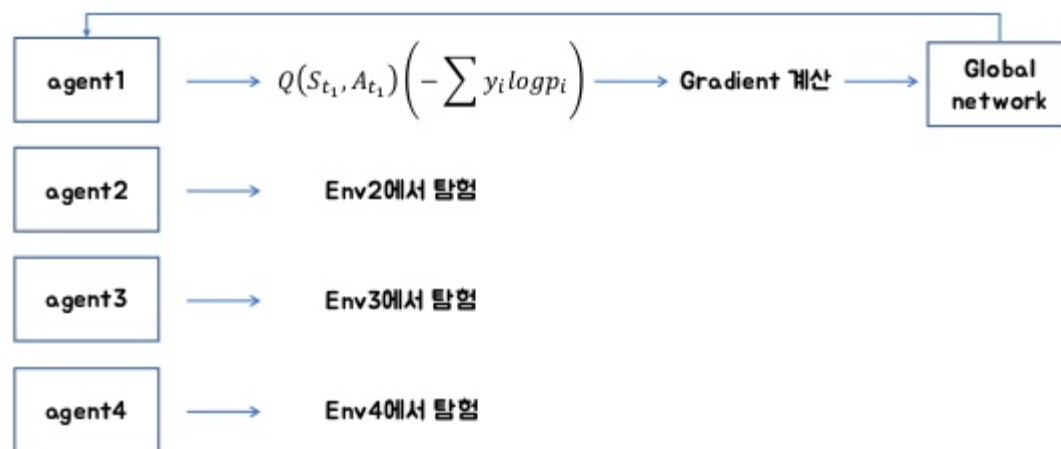 agent1
Q(S_{t_1}, A_{t_1})(-∑ y_i logp_i)
Gradient 계산
Global
network
agent2
Env2에서 탐험
agent3
Env3에서 탐험
agent4
Env4에서 탐험